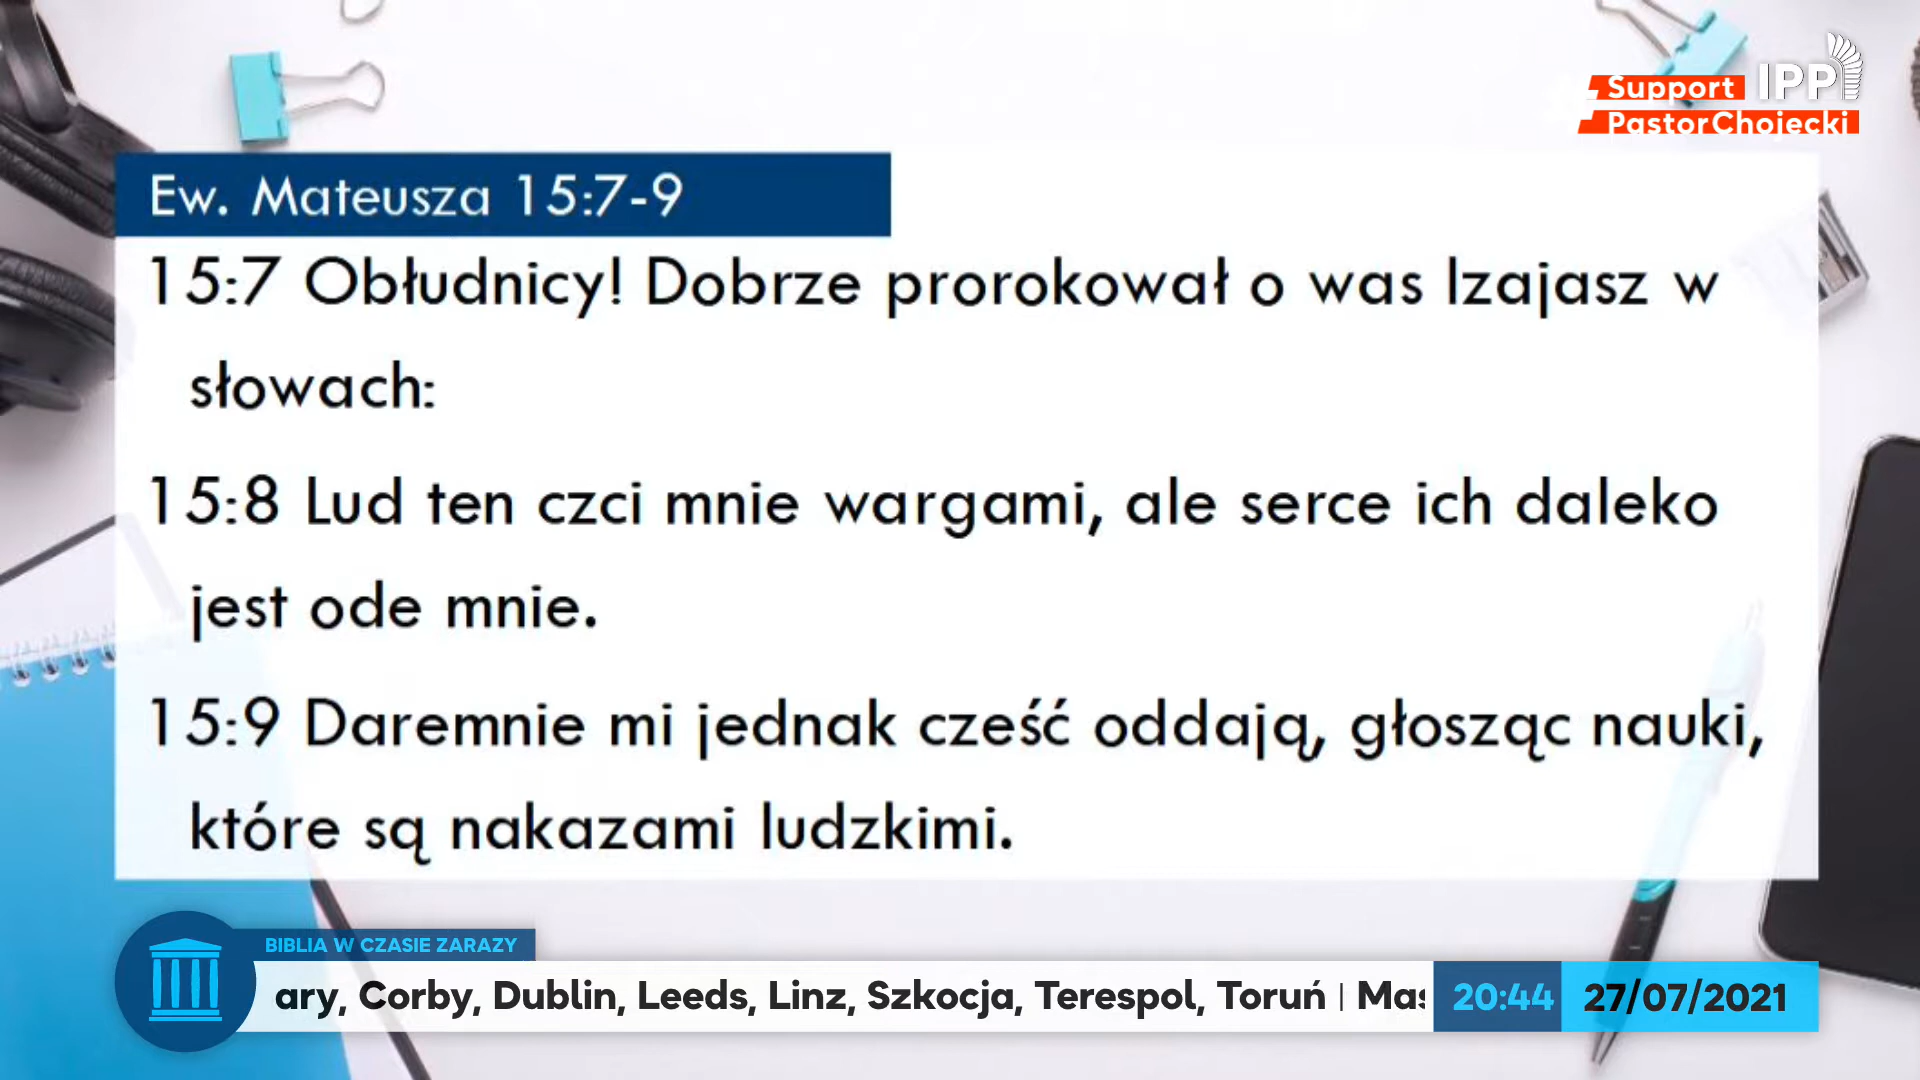 Support IPP
PastorChojecki
Ew. Mateusza 15:7-9
15:7 Obłudnicy! Dobrze prorokował o was Izajasz w
słowach:
15:8 Lud ten czci mnie wargami, ale serce ich daleko
jest ode mnie.
15:9 Daremnie mi jednak cześć oddają, głosząc nauki,
które są nakazami ludzkimi.
BIBLIA W CZASIE ZARAZY
ary, Corby, Dublin, Leeds, Linz, Szkocja, Terespol, Toruń | Mas
20:44 27/07/2021